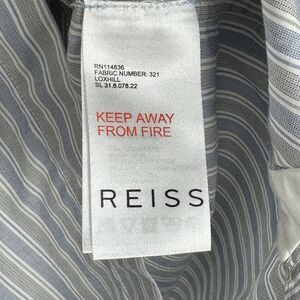 RN114836
FABRIC NUMBER: 321
LOXHILL
SL 31.8.078.22
KEEP AWAY
FROM FIRE
REISS